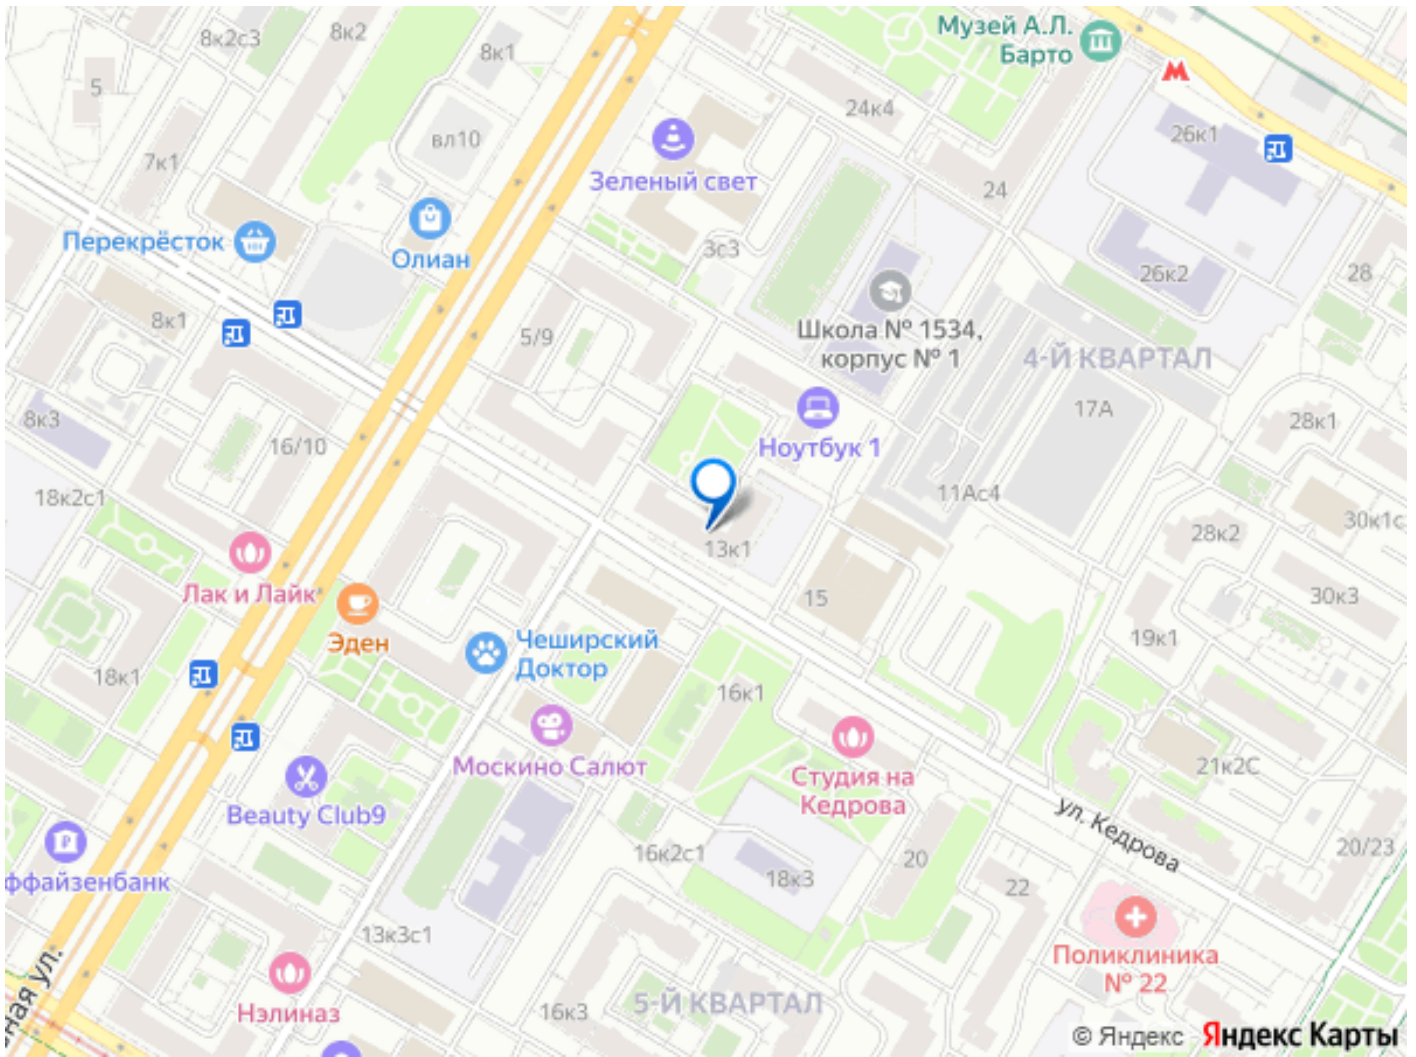 8к2с3
8к2
8к1
Музей А.Л.
Барто
5
24к4
26к1
вл10
7к1
Зеленый свет
24
Перекрёсток
Олиан
3с3
26к2
28
8к1
5/9
Школа № 1534,
корпус № 1
4-Й КВАРТАЛ
8к3
16/10
17А
28к1
Ноутбук 1
18к2с1
11Ас4
13к1
28к2
30к1с
Лак и Лайк
15
30к3
Эден
Чеширский
Доктор
19к1
18к1
16к1
Москино Салют
Студия на
Кедрова
21к2С
Beauty Club9
ул. Кедрова
16к2с1
20
20/23
ффайзенбанк
18к3
22
13к3с1
Поликлиника
№ 22
ная ул.
Нэлиназ
16к3
5-Й КВАРТАЛ
© Яндекс Яндекс Карты